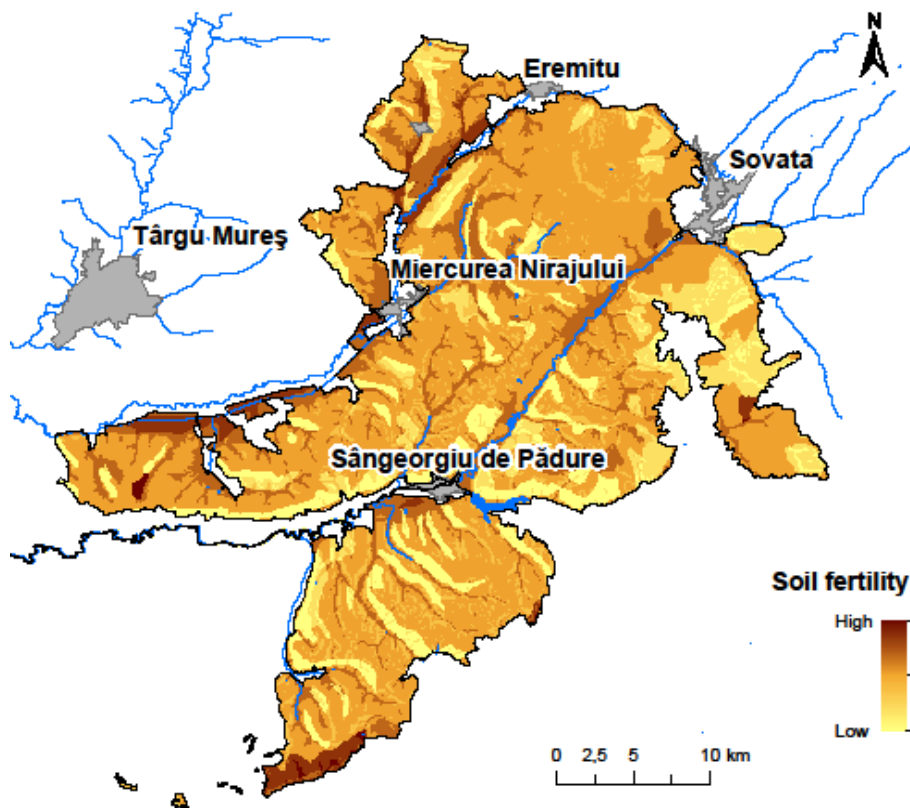 N
Eremitu
Sovata
Târgu Mureş
Miercurea Nirajului
Sângeorgiu de Pădure
Soil fertility
High
Low
0 2,5 5 10 km